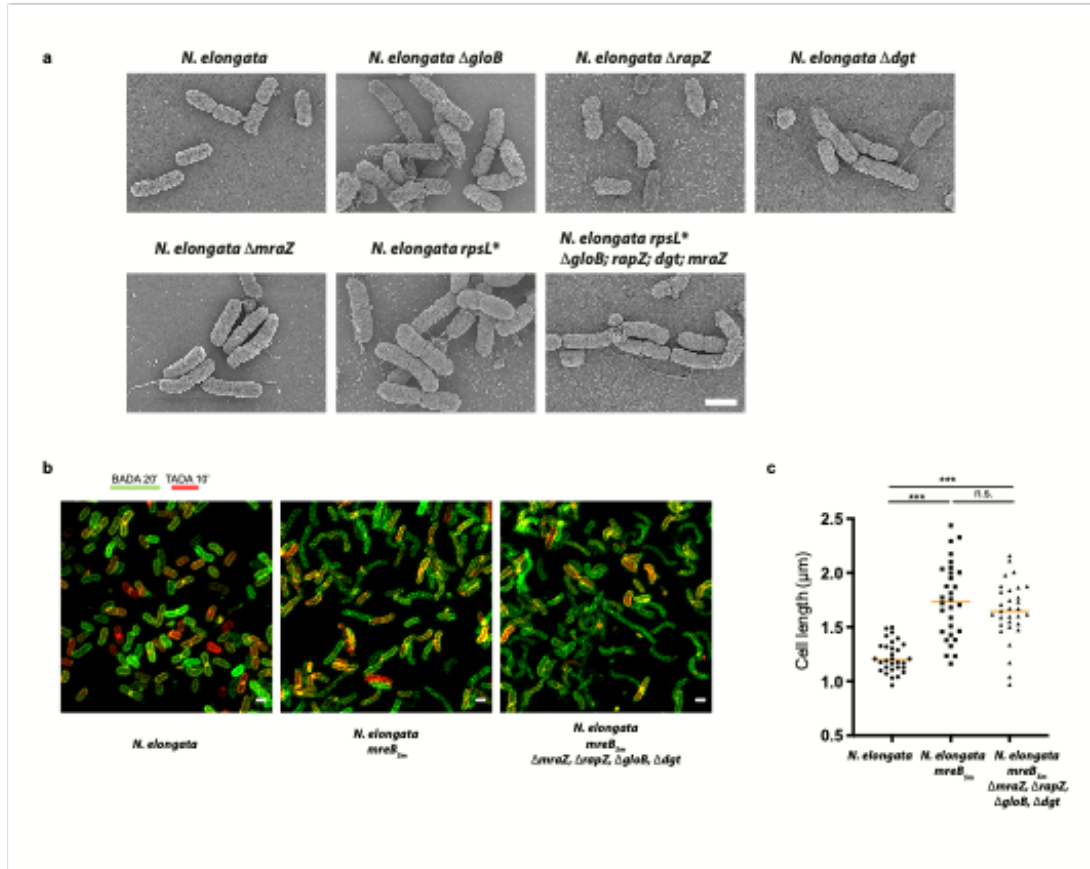 a
N. elongata
N. elongata ΔgloB
N. elongata ΔrapZ
N. elongata Δdgt
N. elongata ΔmraZ
N. elongata rpsL*
N. elongata rpsL*
ΔgloB; rapZ; dgt; mraZ
b
BADA 20' TADA 10'
N. elongata
N. elongata
mreB
N. elongata
mreB
ΔmraZ, ΔrapZ, ΔgloB, Δdgt
c
***
*** n.s.
Cell length (µm)
2.5
2.0
1.5
1.0
0.5
N. elongata
N. elongata
mreB
N. elongata
mreB
ΔmraZ, ΔrapZ,
ΔgloB, Δdgt